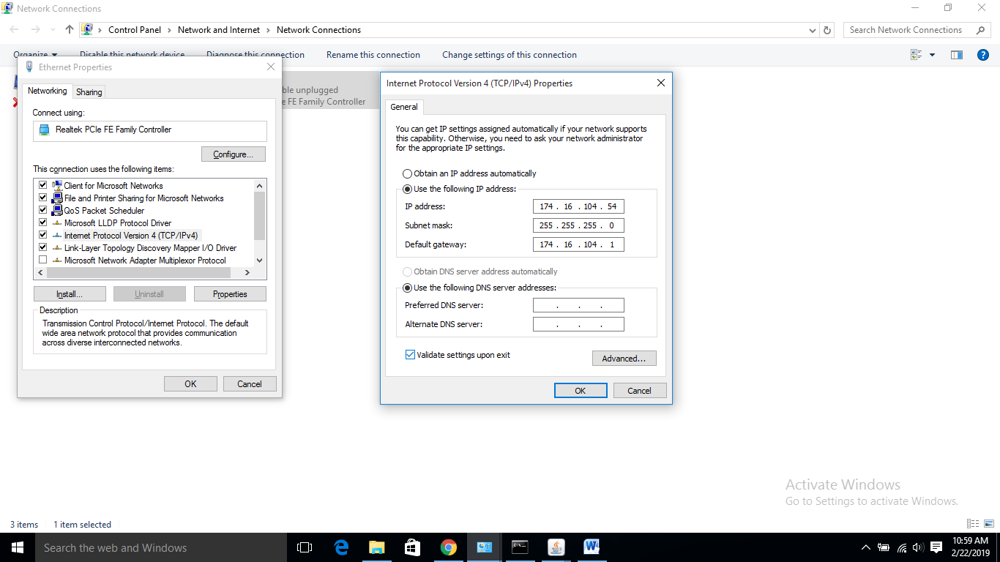 Network Connections
Control Panel > Network and Internet > Network Connections
Search Network Connections
Organize Disable this network device Diagnose this connection Rename this connection Change settings of this connection
Ethernet Properties
Networking Sharing
Connect using:
Realtek PCIe FE Family Controller
Configure...
This connection uses the following items:
Client for Microsoft Networks
File and Printer Sharing for Microsoft Networks
QoS Packet Scheduler
Microsoft LLDP Protocol Driver
Internet Protocol Version 4 (TCP/IPv4)
Link-Layer Topology Discovery Mapper I/O Driver
Microsoft Network Adapter Multiplexor Protocol
Install... Uninstall Properties
Description
Transmission Control Protocol/Internet Protocol. The default
wide area network protocol that provides communication
across diverse interconnected networks.
OK Cancel
ble unplugged
e FE Family Controller
Internet Protocol Version 4 (TCP/IPv4) Properties
General
You can get IP settings assigned automatically if your network supports
this capability. Otherwise, you need to ask your network administrator
for the appropriate IP settings.
Obtain an IP address automatically
Use the following IP address:
IP address: 174 . 16 . 104 . 54
Subnet mask: 255 . 255 . 255 . 0
Default gateway: 174 . 16 . 104 . 1
Obtain DNS server address automatically
Use the following DNS server addresses:
Preferred DNS server: . . .
Alternate DNS server: . . .
Validate settings upon exit
Advanced...
OK Cancel
Activate Windows
Go to Settings to activate Windows.
3 items 1 item selected
Search the web and Windows
10:59 AM
2/22/2019